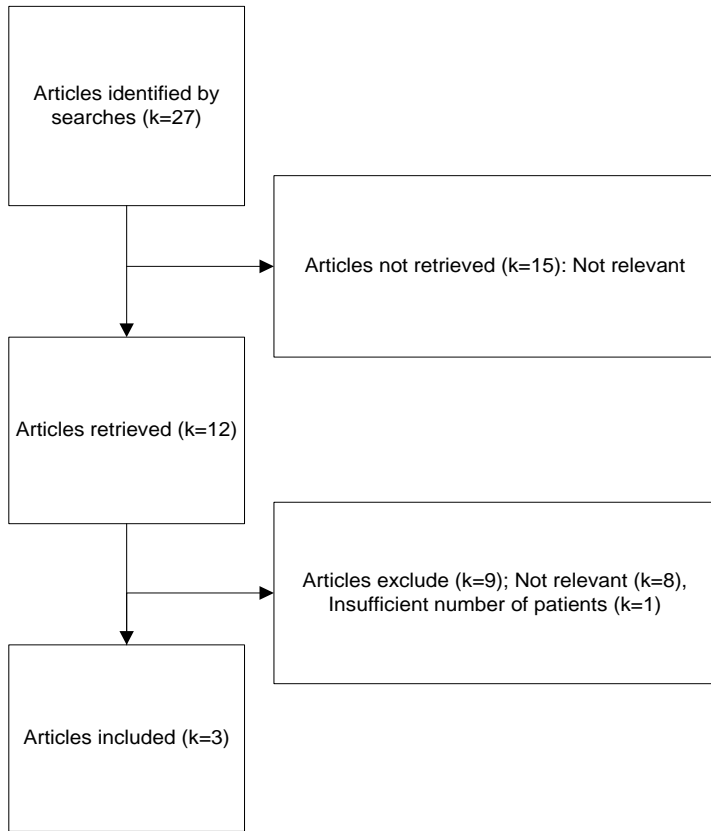 Articles identified by
searches (k=27)
Articles not retrieved (k=15): Not relevant
Articles retrieved (k=12)
Articles exclude (k=9); Not relevant (k=8),
Insufficient number of patients (k=1)
Articles included (k=3)